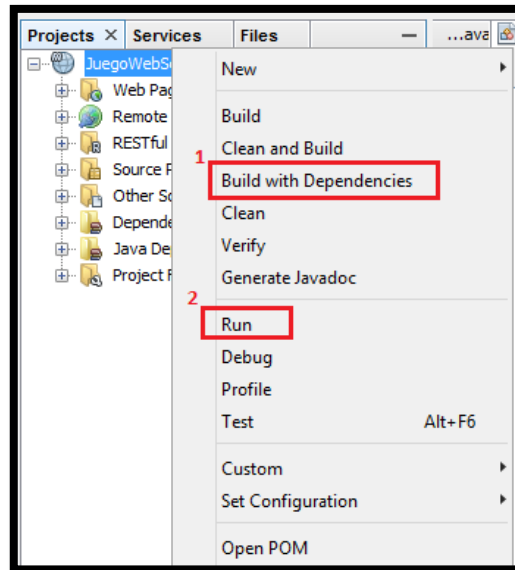 Projects × Services Files — ...ava
JuegoWebSe
New
Web Pag
Remote
Build
RESTful
Clean and Build
1
Source P
Build with Dependencies
Other So
Clean
Depende
Verify
Java De
Generate Javadoc
Project F
2
Run
Debug
Profile
Test Alt+F6
Custom
Set Configuration
Open POM